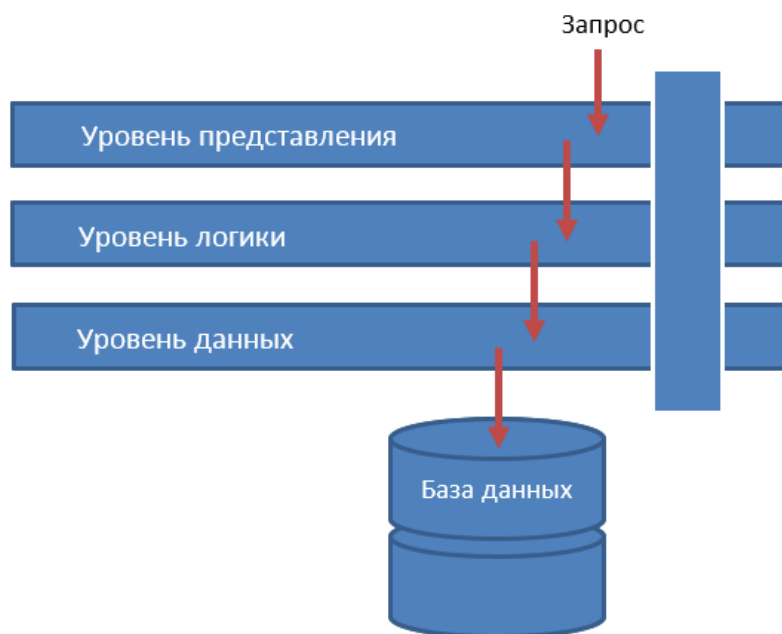 Запрос
Уровень представления
Уровень логики
Уровень данных
База данных